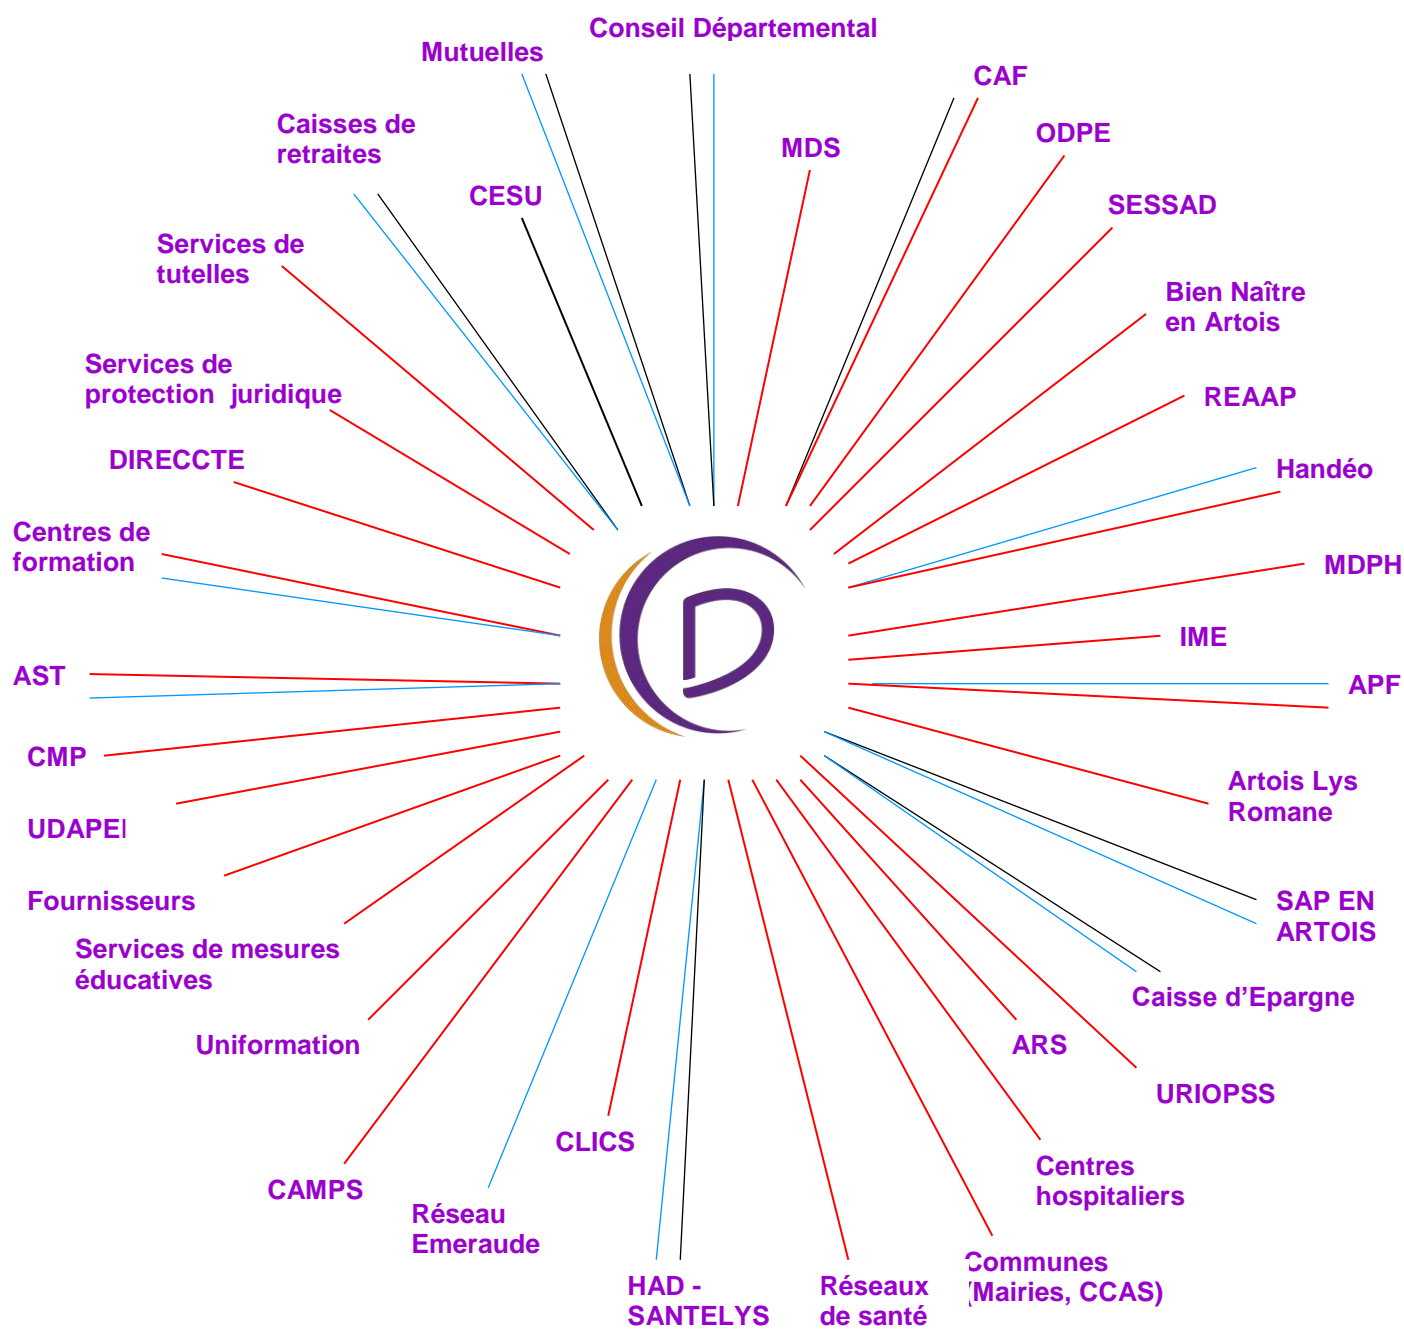 Conseil Départemental
Mutuelles
CAF
Caisses de
retraites
ODPE
MDS
CESU
SESSAD
Services de
tutelles
Bien Naître
en Artois
Services de
protection juridique
REAAP
DIRECCTE
Handéo
Centres de
formation
MDPH
IME
AST
APF
CMP
Artois Lys
Romane
UDAPEI
Fournisseurs
SAP EN
ARTOIS
Services de mesures
éducatives
Caisse d’Epargne
Uniformation
ARS
URIOPSS
CLICS
Centres
hospitaliers
CAMPS
Réseau
Emeraude
Communes
(Mairies, CCAS)
HAD -
SANTELYS
Réseaux
de santé
D